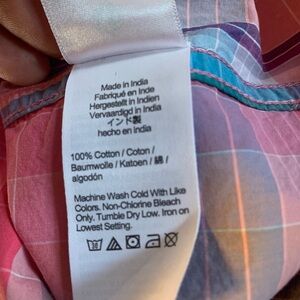 Made in India
Fabriqué en Inde
Hergestellt in Indien
Vervaardigd in India
インド製
hecho en india
100% Cotton / Coton /
Baumwolle / Katoen / 綿 /
algodón
Machine Wash Cold With Like
Colors. Non-Chlorine Bleach
Only. Tumble Dry Low. Iron on
Lowest Setting.